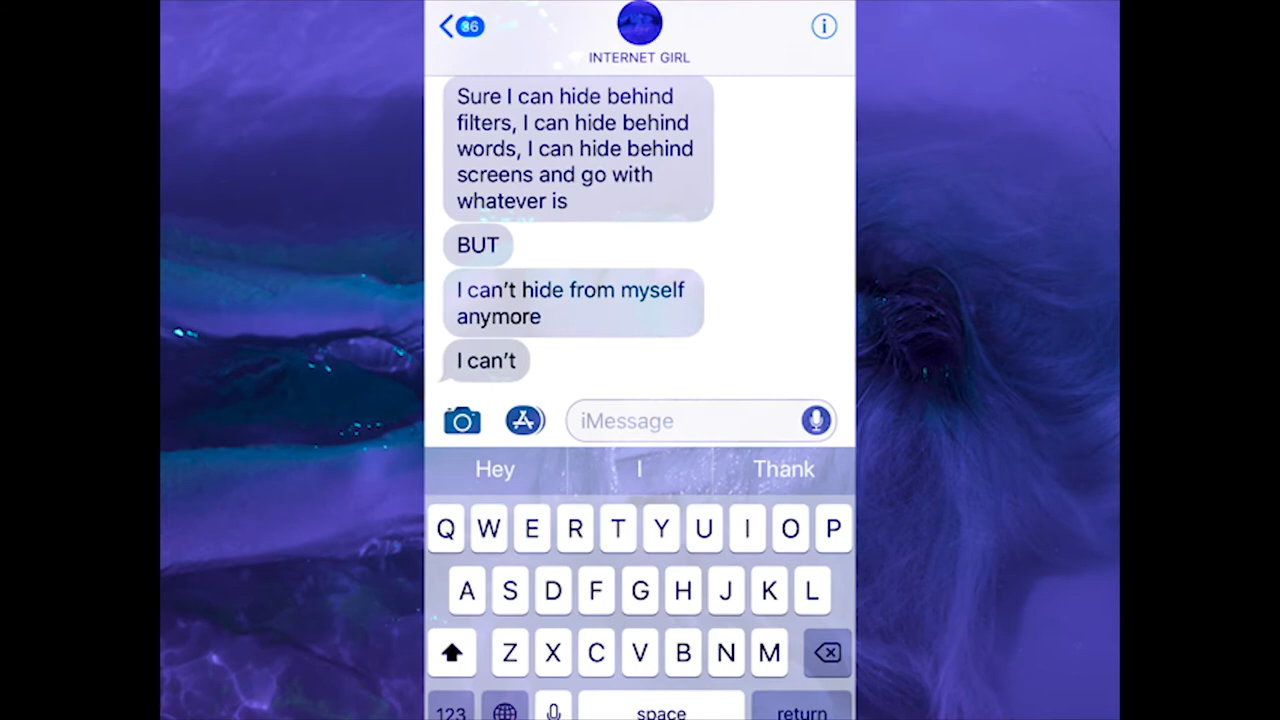 86
INTERNET GIRL
Sure I can hide behind
filters, I can hide behind
words, I can hide behind
screens and go with
whatever is
BUT
I can't hide from myself
anymore
I can't
iMessage
Hey I Thank
Q W E R T Y U I O P
A S D F G H J K L
Z X C V B N M
123 space return